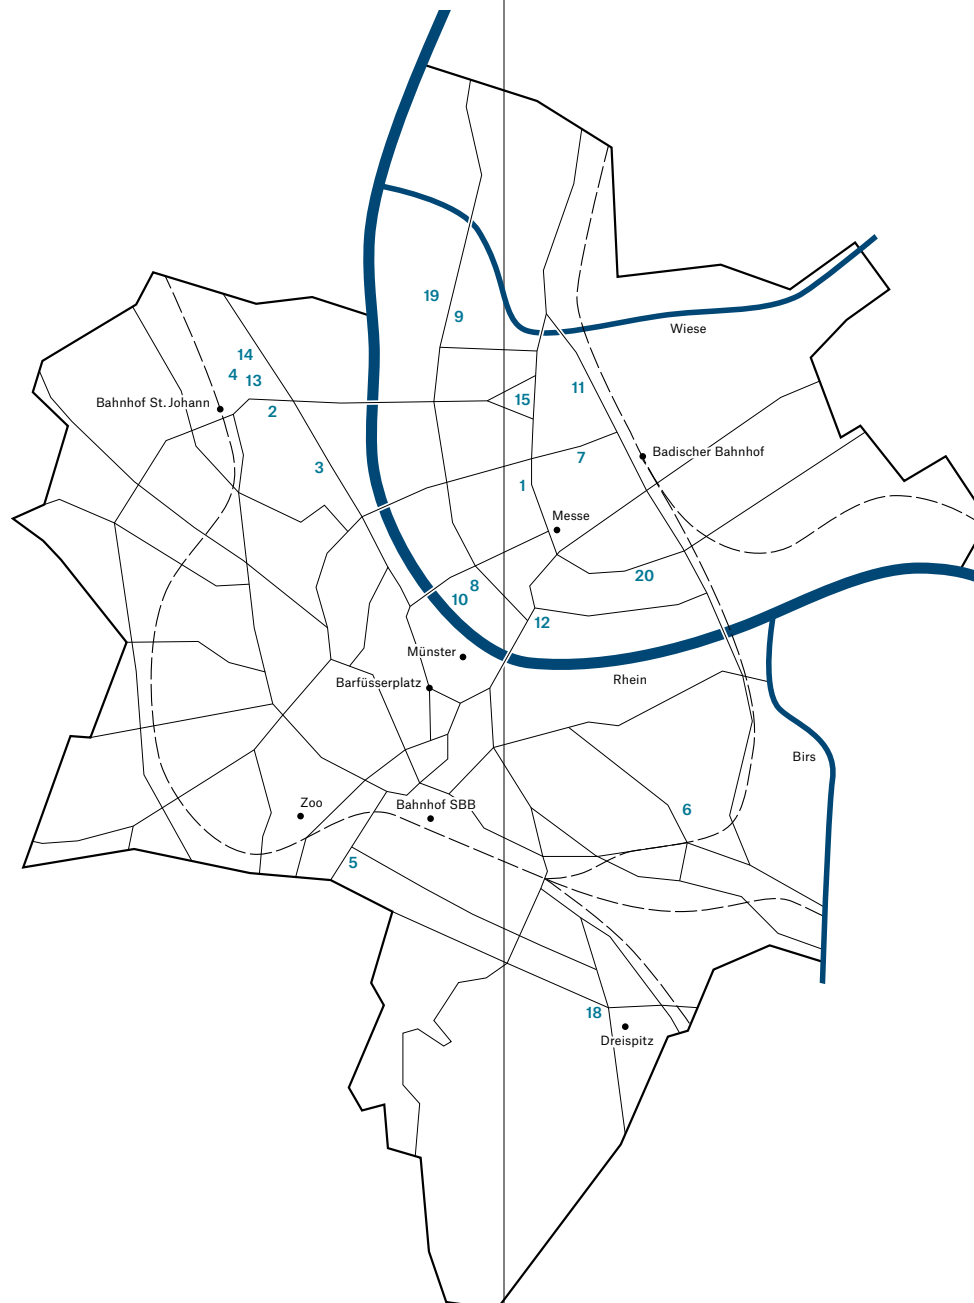 19
9
Wiese
14
4
13
11
Bahnhof St. Johann
2
15
Badischer Bahnhof
7
3
1
Messe
20
8
10
12
Münster
Rhein
Barfüsserplatz
Birs
Zoo
Bahnhof SBB
6
5
18
Dreispitz